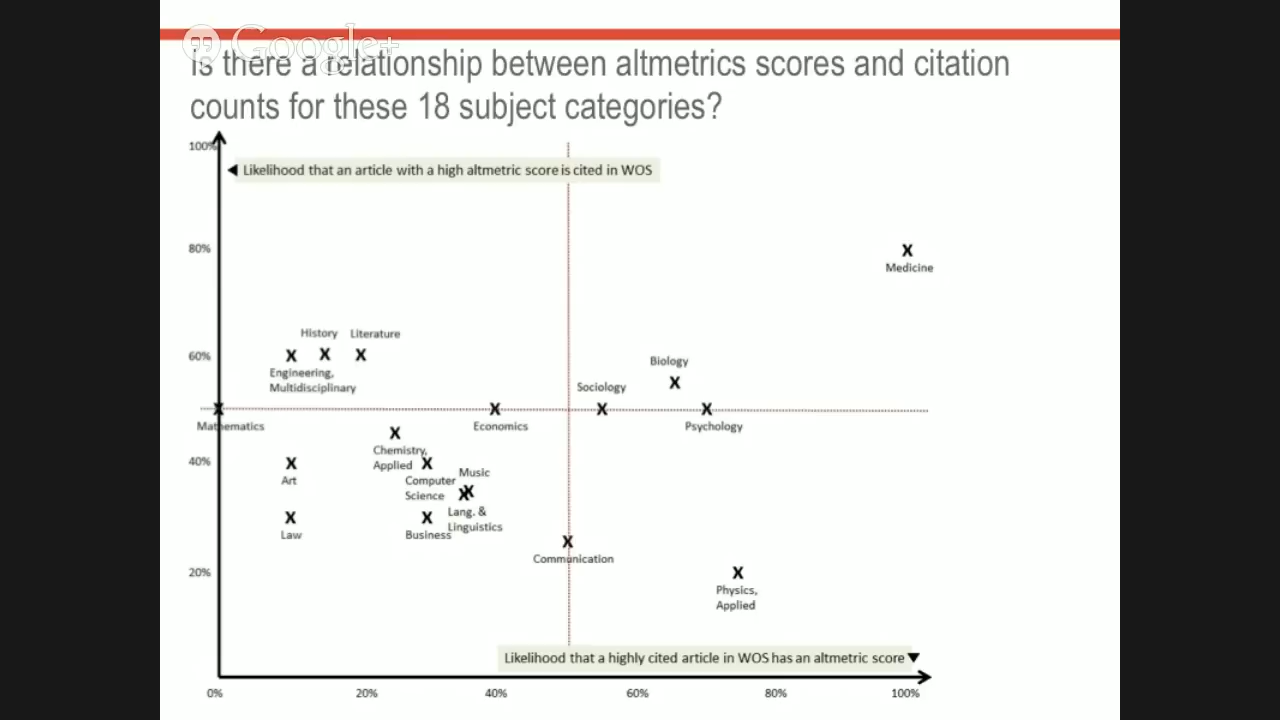 Google+
Is there a relationship between altmetrics scores and citation
counts for these 18 subject categories?
100%
Likelihood that an article with a high altmetric score is cited in WOS
80%
X
Medicine
History Literature
60%
X X X
Biology
Engineering,
Multidisciplinary
X
Sociology
X X X X
Mathematics
Economics
Psychology
X
Chemistry,
Applied
40%
X X
Art
Computer
Science
Music
X X
Lang. &
Linguistics
X X
Law
Business
X
Communication
20%
X
Physics,
Applied
Likelihood that a highly cited article in WOS has an altmetric score
0% 20% 40% 60% 80% 100%